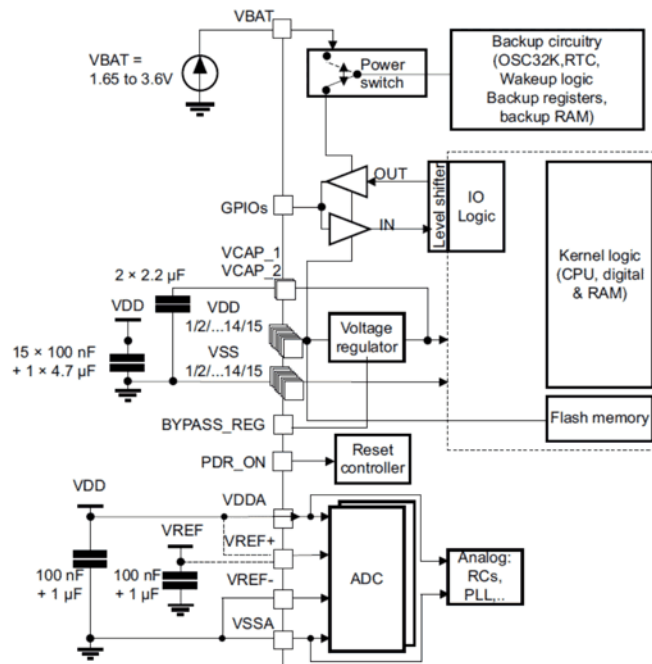 VBAT
VBAT =
1.65 to 3.6V
Power
switch
Backup circuitry
(OSC32K,RTC,
Wakeup logic
Backup registers,
backup RAM)
OUT
GPIOs
IN
Level shifter
IO
Logic
Kernel logic
(CPU, digital
& RAM)
VCAP_1
VCAP_2
2 × 2.2 µF
VDD
VDD
1/2/...14/15
Voltage
regulator
15 × 100 nF
+ 1 × 4.7 µF
VSS
1/2/...14/15
Flash memory
BYPASS_REG
PDR_ON
Reset
controller
VDD
VDDA
VREF
VREF+
100 nF
+ 1 µF
100 nF
+ 1µF
VREF-
ADC
Analog:
RCs,
PLL,..
VSSA